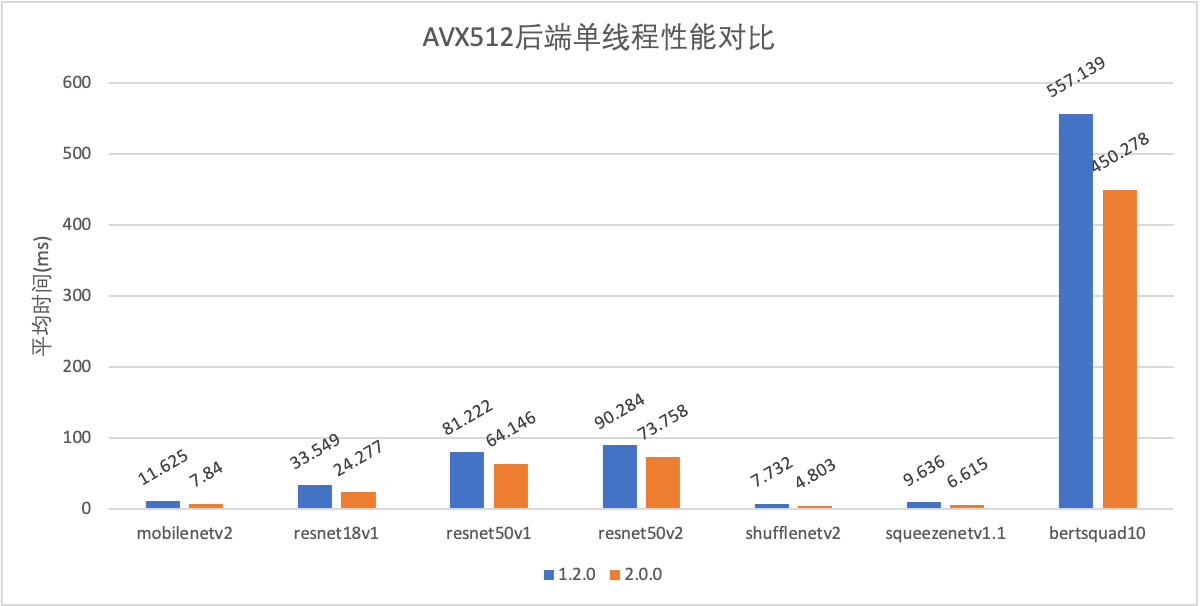 AVX512后端单线程性能对比
平均时间(ms)
600
500
400
300
200
100
0
11.625
7.84
33.549
24.277
81.222
64.146
90.284
73.758
7.732
4.803
9.636
6.615
557.139
450.278
mobilenetv2
resnet18v1
resnet50v1
resnet50v2
shufflenetv2
squeezenetv1.1
bertsquad10
1.2.0
2.0.0